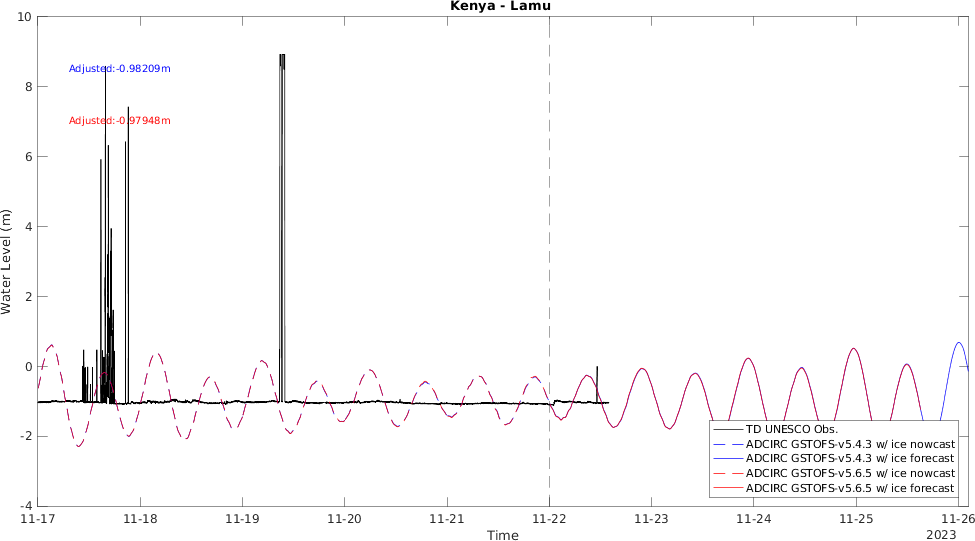 Kenya - Lamu
10
8
6
4
2
0
-2
-4
Water Level (m)
Adjusted:-0.98209m
Adjusted:-0.97948m
TD UNESCO Obs.
ADCIRC GSTOFS-v5.4.3 w/ ice nowcast
ADCIRC GSTOFS-v5.4.3 w/ ice forecast
ADCIRC GSTOFS-v5.6.5 w/ ice nowcast
ADCIRC GSTOFS-v5.6.5 w/ ice forecast
11-17 11-18 11-19 11-20 11-21 11-22 11-23 11-24 11-25 11-26
Time
2023